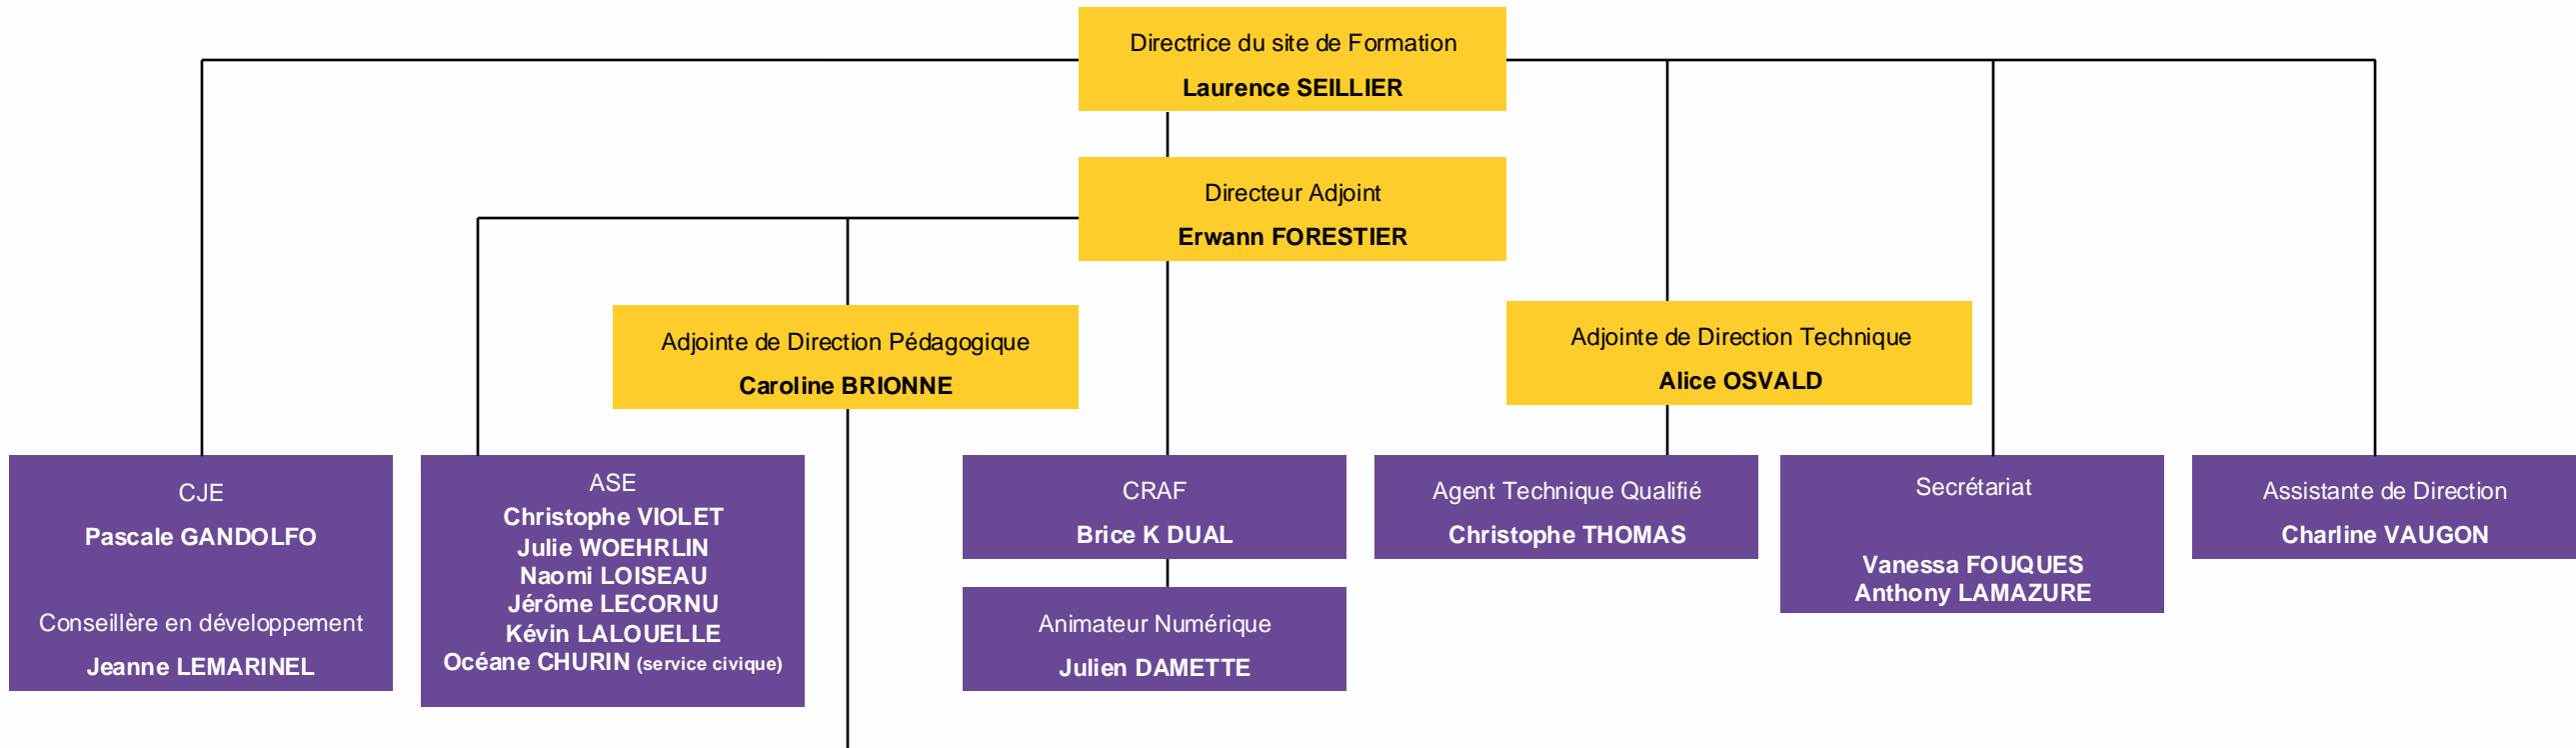 Directrice du site de Formation
Laurence SEILLIER
Directeur Adjoint
Erwann FORESTIER
Adjointe de Direction Pédagogique
Caroline BRIONNE
Adjointe de Direction Technique
Alice OSVALD
CJE
Pascale GANDOLFO
Conseillère en développement
Jeanne LEMARINEL
ASE
Christophe VIOLET
Julie WOEHRLIN
Naomi LOISEAU
Jérôme LECORNU
Kévin LALOUELLE
Océane CHURIN (service civique)
CRAF
Brice K DUAL
Animateur Numérique
Julien DAMETTE
Agent Technique Qualifié
Christophe THOMAS
Secrétariat
Vanessa FOUQUES
Anthony LAMAZURE
Assistante de Direction
Charline VAUGON